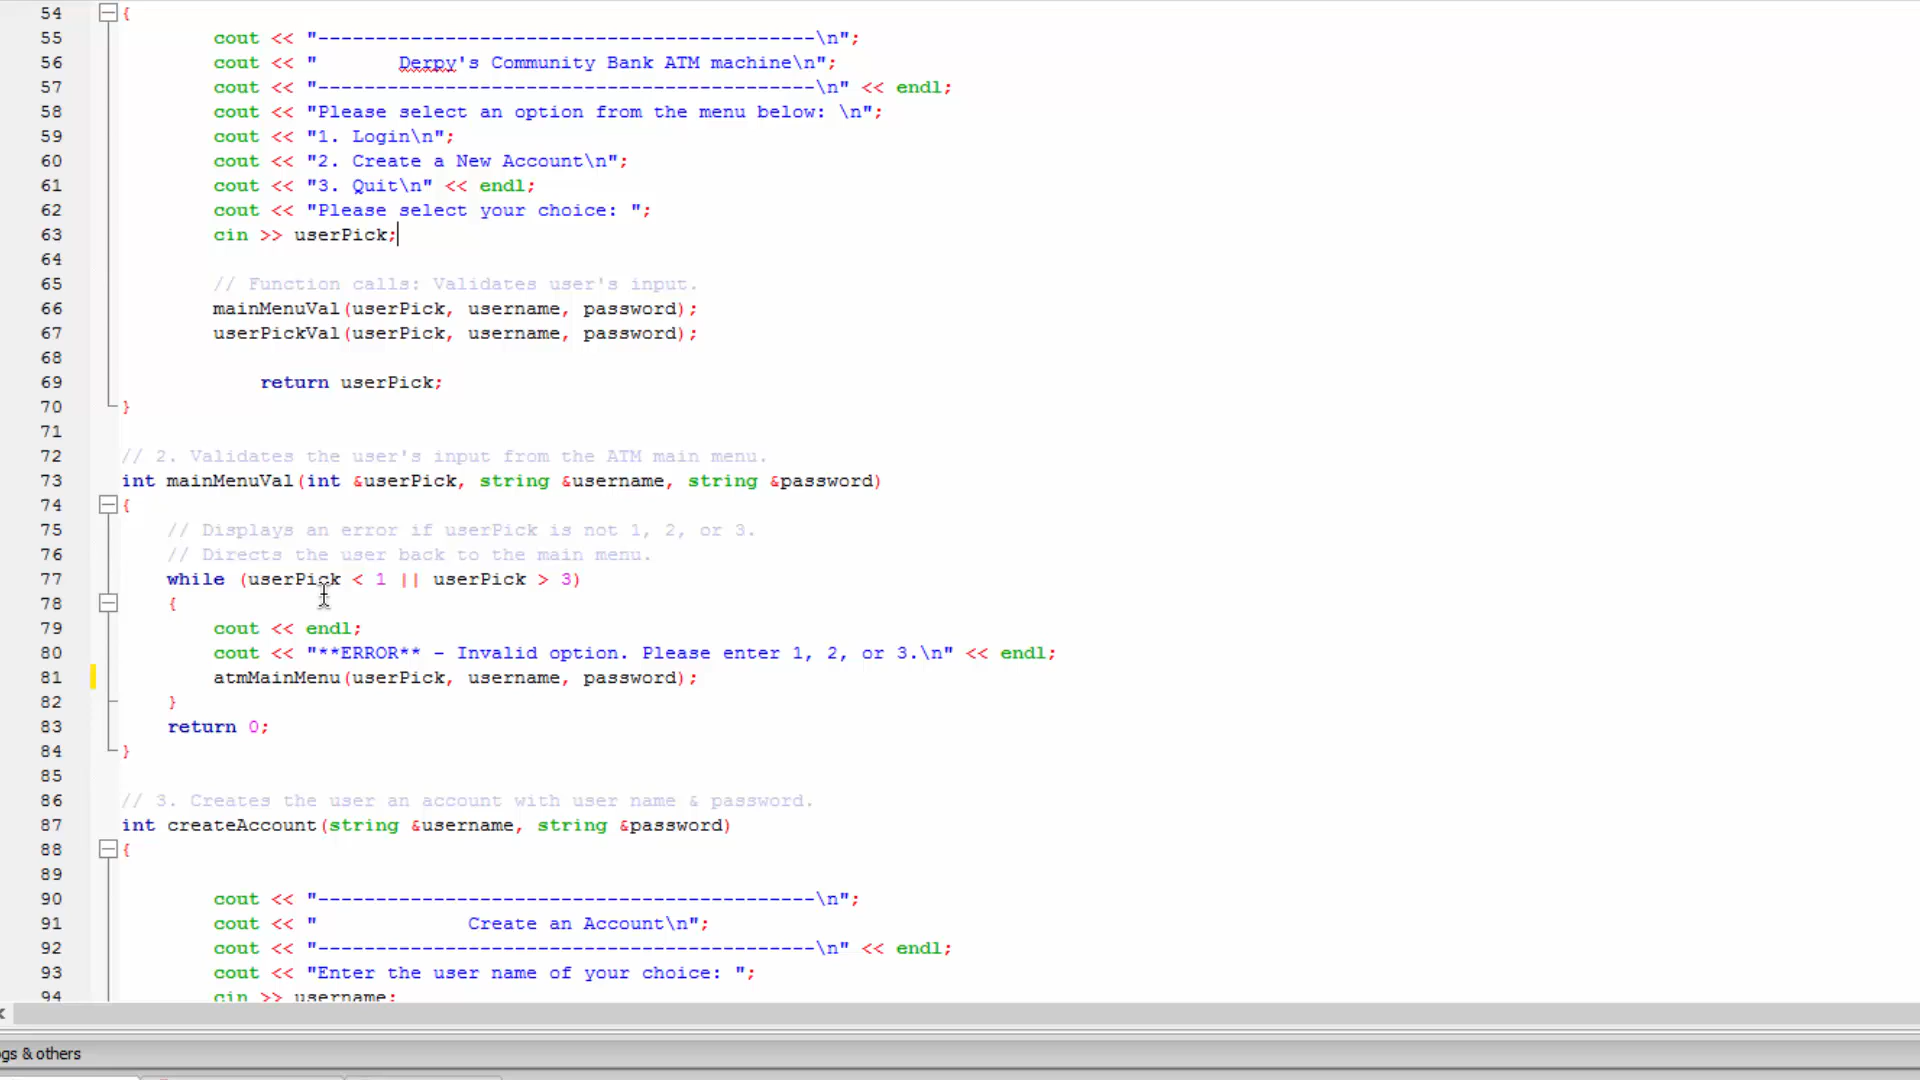 54 {
55 cout << "-------------------------------------------\n";
56 cout << "       Derpy's Community Bank ATM machine\n";
57 cout << "-------------------------------------------\n" << endl;
58 cout << "Please select an option from the menu below: \n";
59 cout << "1. Login\n";
60 cout << "2. Create a New Account\n";
61 cout << "3. Quit\n" << endl;
62 cout << "Please select your choice: ";
63 cin >> userPick;
64
65 // Function calls: Validates user's input.
66 mainMenuVal(userPick, username, password);
67 userPickVal(userPick, username, password);
68
69 return userPick;
70 }
71
72 // 2. Validates the user's input from the ATM main menu.
73 int mainMenuVal(int &userPick, string &username, string &password)
74 {
75 // Displays an error if userPick is not 1, 2, or 3.
76 // Directs the user back to the main menu.
77 while (userPick < 1 || userPick > 3)
78 {
79 cout << endl;
80 cout << "**ERROR** - Invalid option. Please enter 1, 2, or 3.\n" << endl;
81 atmMainMenu(userPick, username, password);
82 }
83 return 0;
84 }
85
86 // 3. Creates the user an account with user name & password.
87 int createAccount(string &username, string &password)
88 {
89
90 cout << "-------------------------------------------\n";
91 cout << "             Create an Account\n";
92 cout << "-------------------------------------------\n" << endl;
93 cout << "Enter the user name of your choice: ";
94 cin >> username;
gs & others